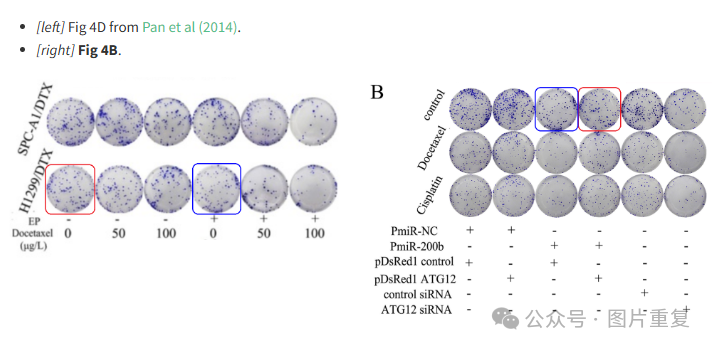 • [left] Fig 4D from Pan et al (2014).
• [right] Fig 4B.
SPC-A1/DTX
H1299/DTX
EP - - - + + +
Docetaxel 0 50 100 0 50 100
(μg/L)
B
control
Docetaxel
Cisplatin
PmiR-NC + + - - - -
PmiR-200b - - + + - -
pDsRed1 control + - + - - -
pDsRed1 ATG12 - + - + - -
control siRNA - - - - + -
ATG12 siRNA - - - - - +
公众号 · 图片重复